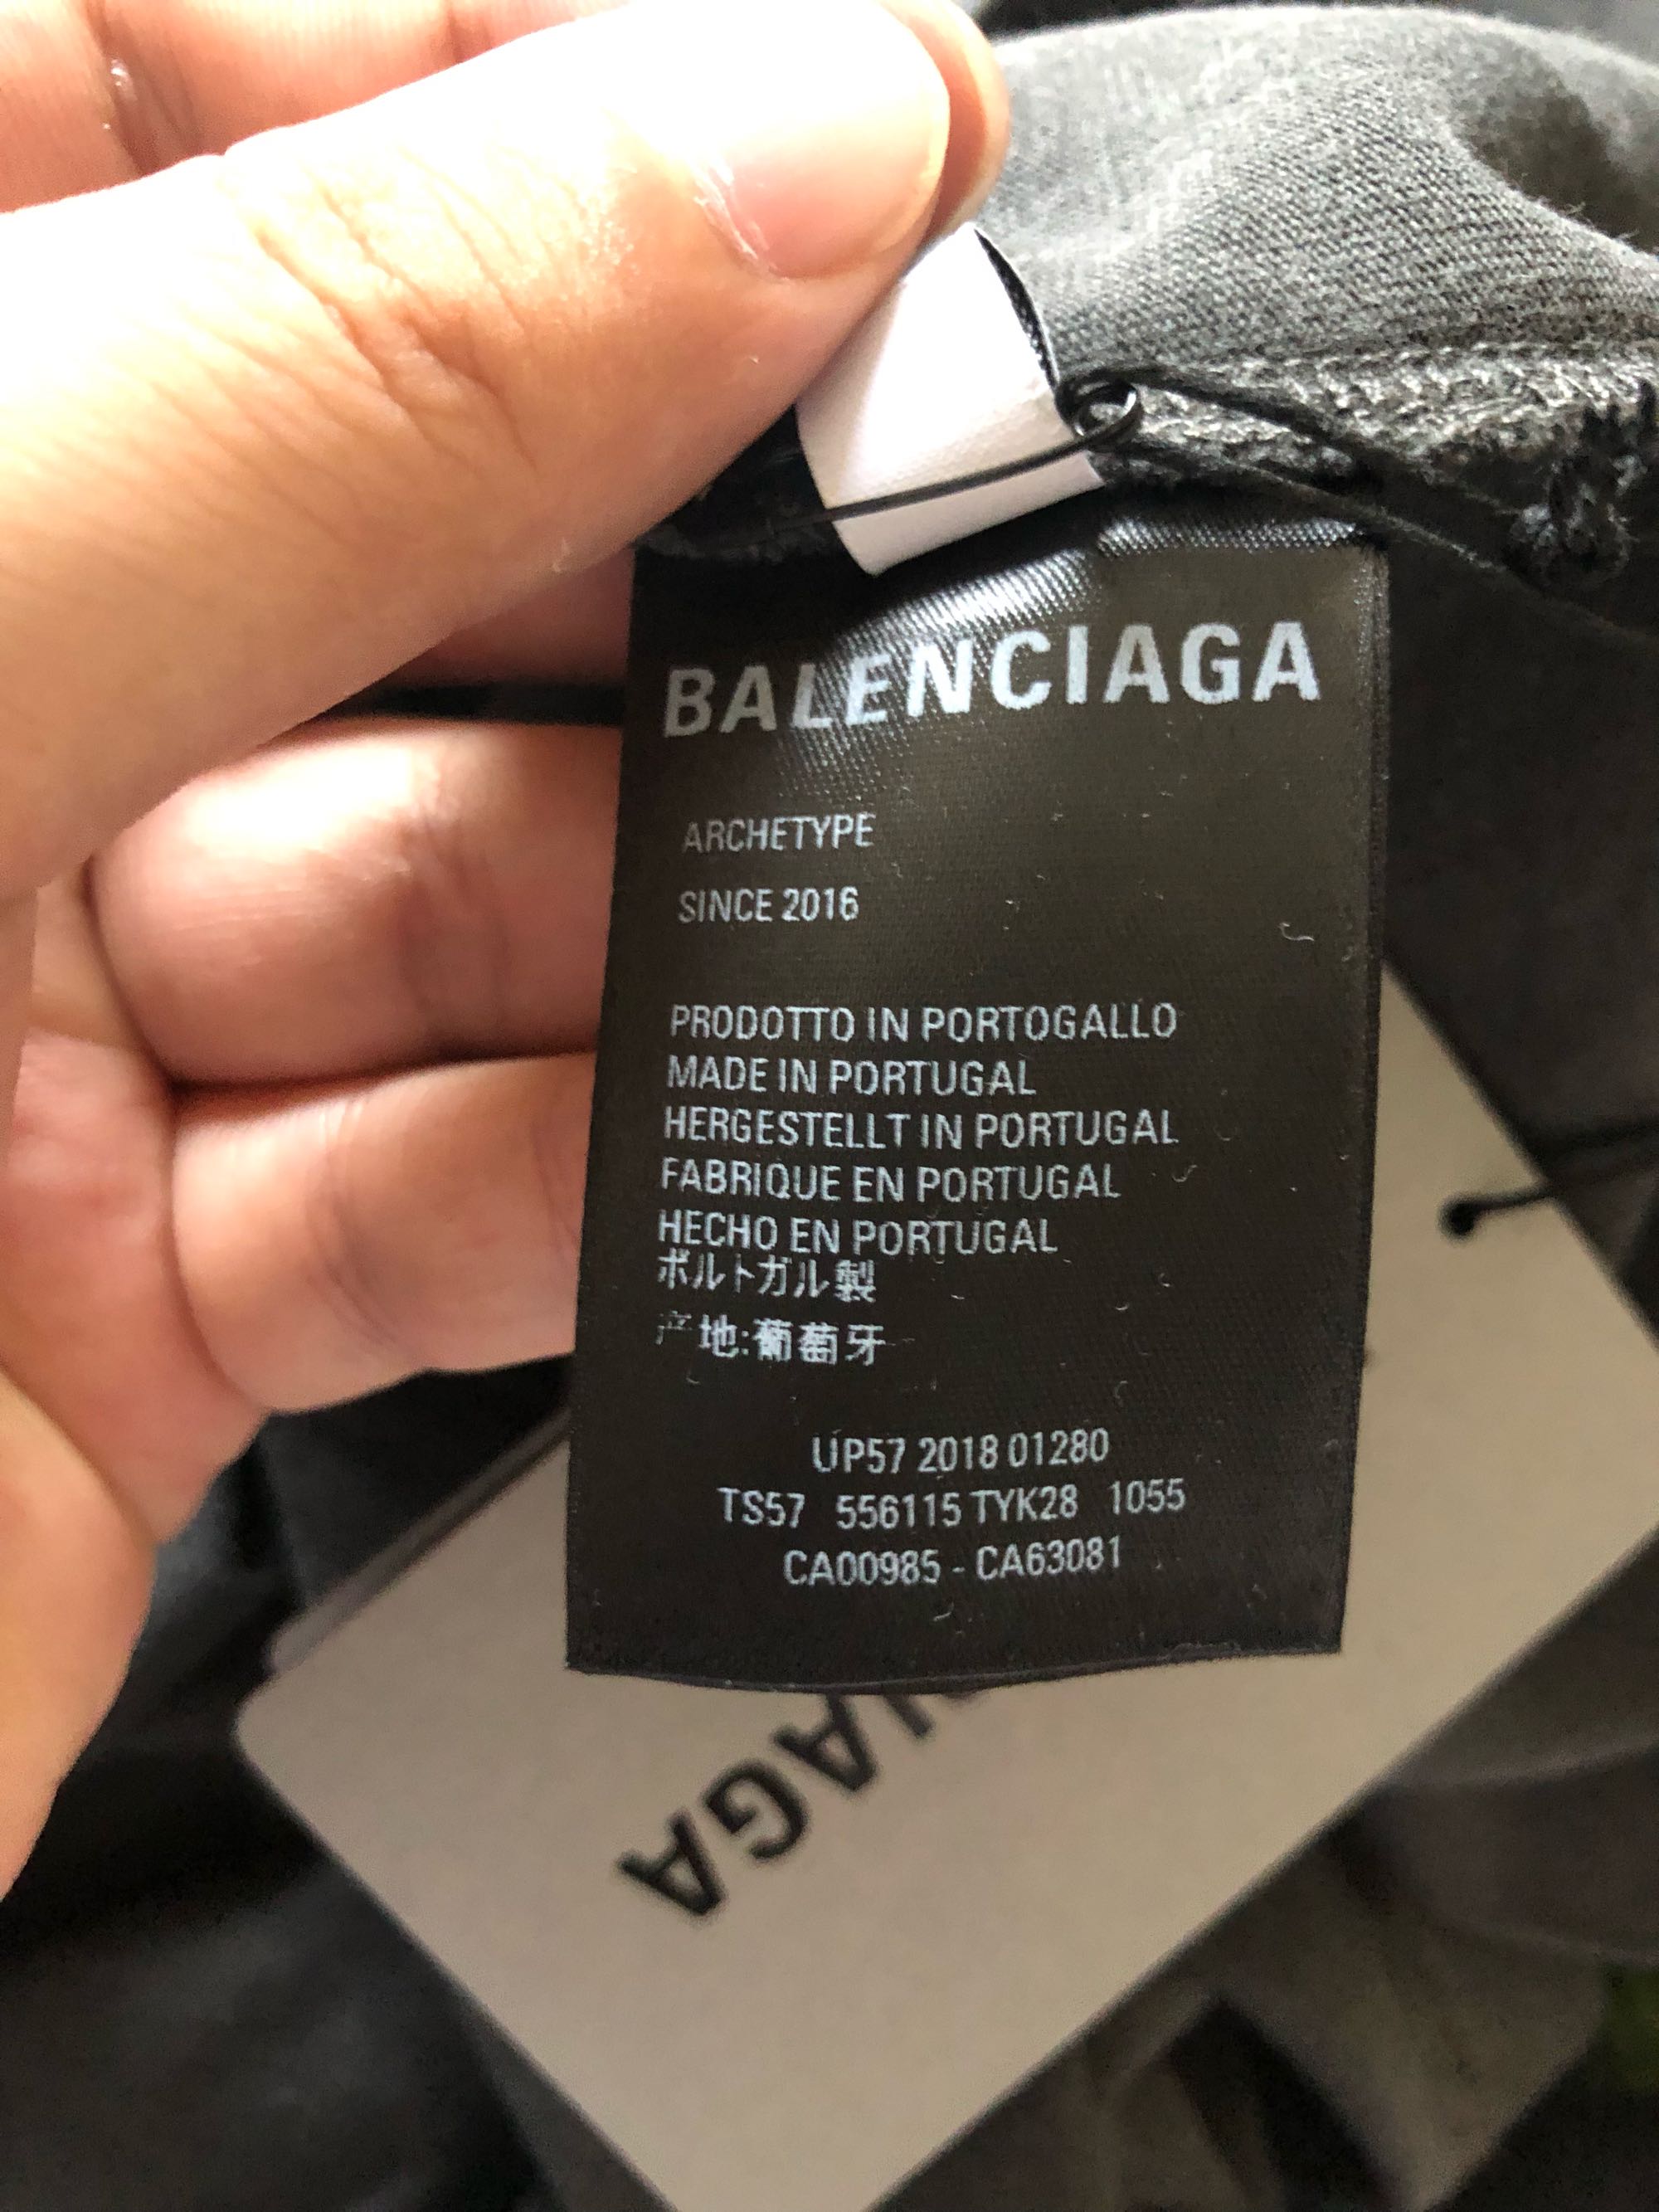 BALENCIAGA
ARCHETYPE
SINCE 2016
PRODOTTO IN PORTOGALLO
MADE IN PORTUGAL
HERGESTELLT IN PORTUGAL
FABRIQUE EN PORTUGAL
HECHO EN PORTUGAL
ポルトガル製
产地:葡萄牙
UP57 2018 01280
TS57 556115 TYK28 1055
CA00985 - CA63081